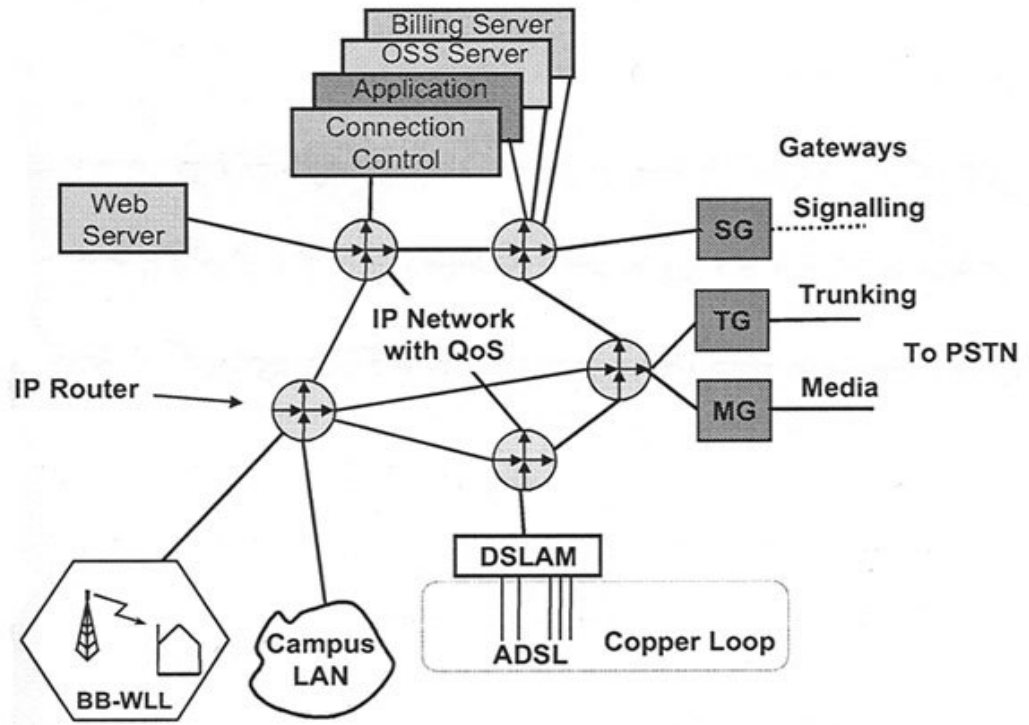 Billing Server
OSS Server
Application
Connection
Control
Gateways
Web
Server
SG
Signalling
IP Network
with QoS
TG
Trunking
To PSTN
IP Router
MG
Media
DSLAM
Campus
LAN
ADSL
Copper Loop
BB-WLL